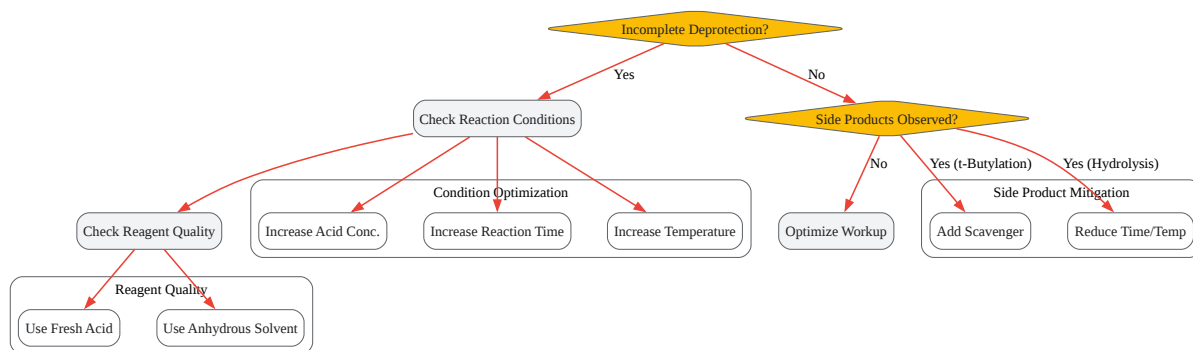 Incomplete Deprotection?
Yes
No
Check Reaction Conditions
Side Products Observed?
No
Yes (t-Butylation)
Yes (Hydrolysis)
Condition Optimization
Side Product Mitigation
Check Reagent Quality
Increase Acid Conc.
Increase Reaction Time
Increase Temperature
Optimize Workup
Add Scavenger
Reduce Time/Temp
Reagent Quality
Use Fresh Acid
Use Anhydrous Solvent